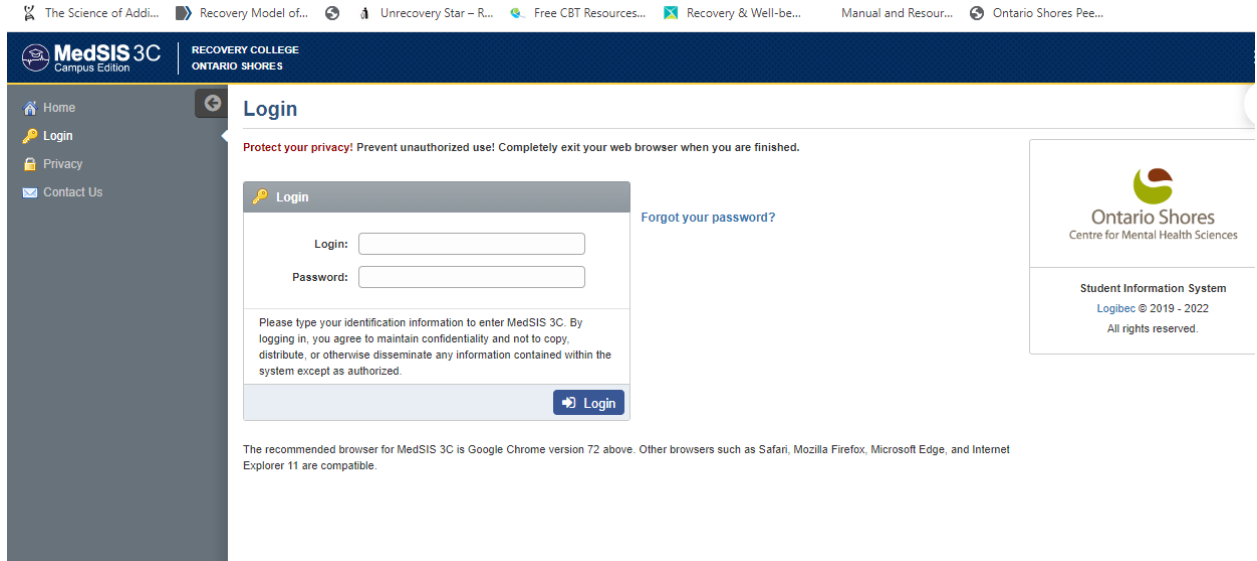 The Science of Addi... Recovery Model of... Unrecovery Star – R... Free CBT Resources... Recovery & Well-be... Manual and Resour... Ontario Shores Pee...
MedSIS 3C
Campus Edition
RECOVERY COLLEGE
ONTARIO SHORES
Home
Login
Privacy
Contact Us
Login
Protect your privacy! Prevent unauthorized use! Completely exit your web browser when you are finished.
Login
Login:
Password:
Please type your identification information to enter MedSIS 3C. By
logging in, you agree to maintain confidentiality and not to copy,
distribute, or otherwise disseminate any information contained within the
system except as authorized.
Login
Forgot your password?
The recommended browser for MedSIS 3C is Google Chrome version 72 above. Other browsers such as Safari, Mozilla Firefox, Microsoft Edge, and Internet
Explorer 11 are compatible.
Ontario Shores
Centre for Mental Health Sciences
Student Information System
Logibec © 2019 - 2022
All rights reserved.